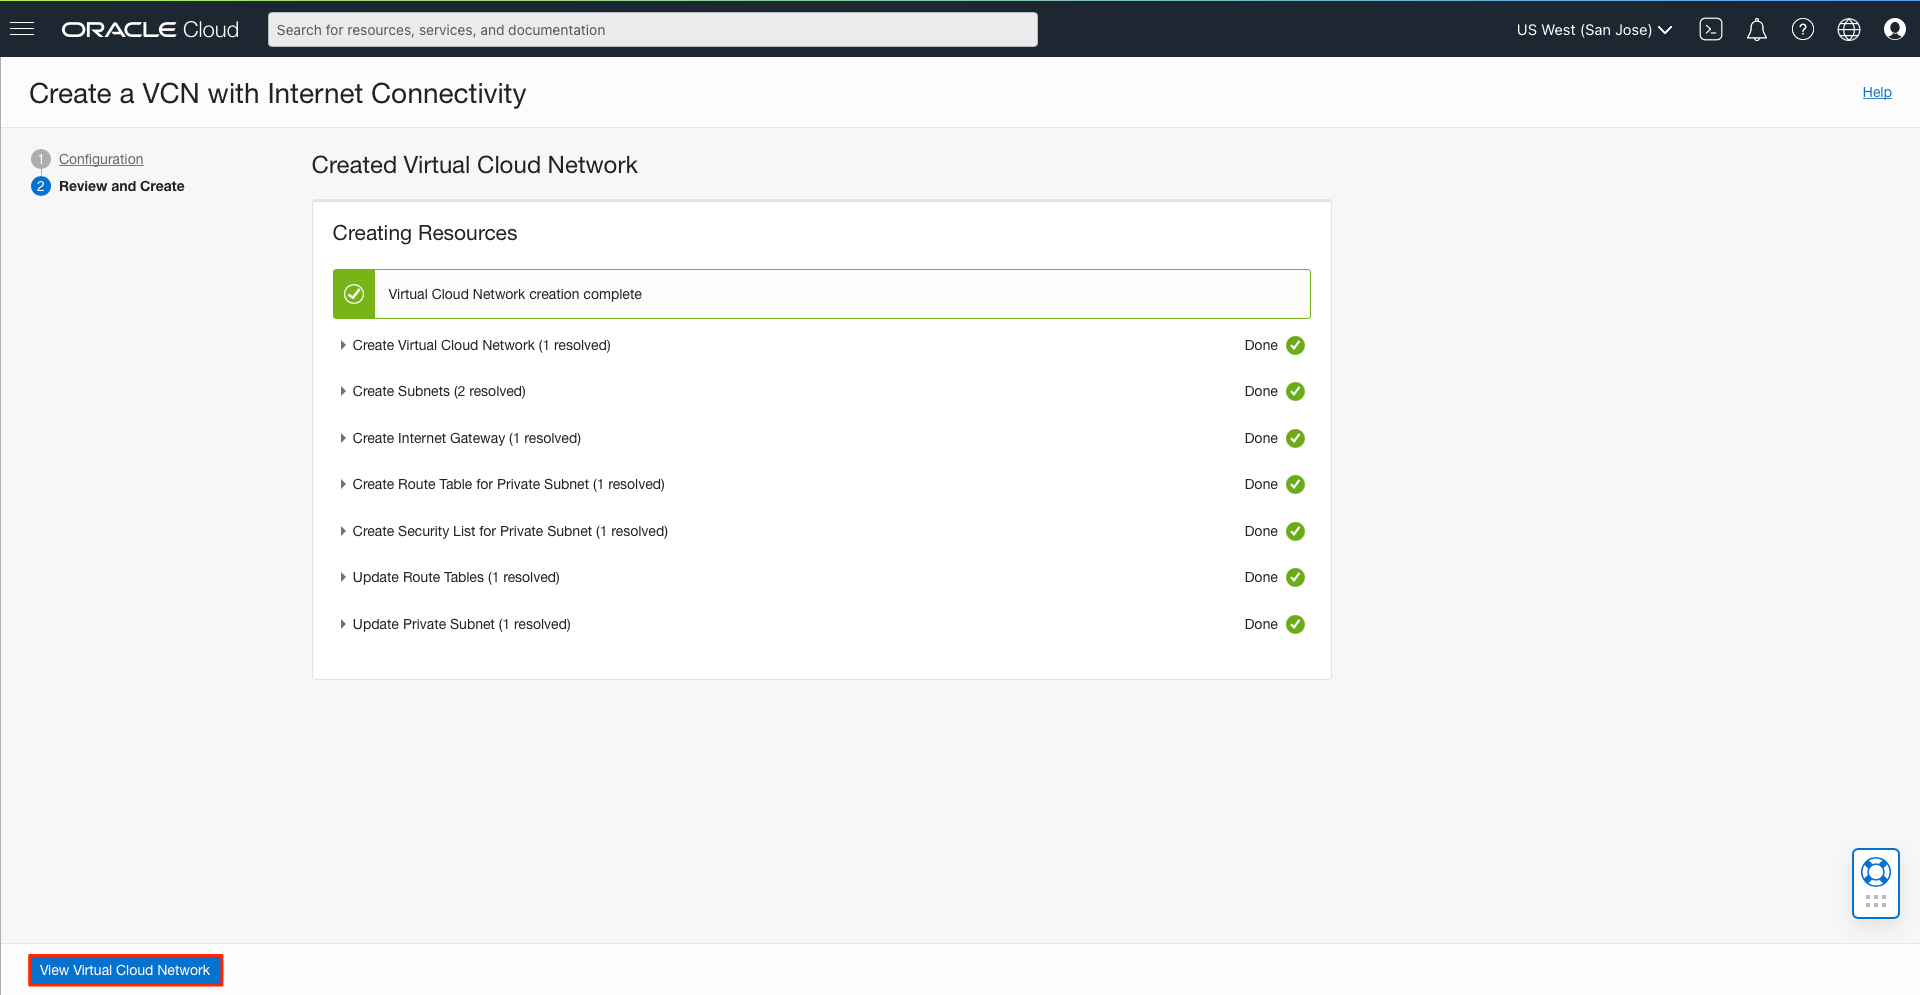 ORACLE Cloud
Search for resources, services, and documentation
US West (San Jose)
Create a VCN with Internet Connectivity
Help
1 Configuration
2 Review and Create
Created Virtual Cloud Network
Creating Resources
Virtual Cloud Network creation complete
Create Virtual Cloud Network (1 resolved) Done
Create Subnets (2 resolved) Done
Create Internet Gateway (1 resolved) Done
Create Route Table for Private Subnet (1 resolved) Done
Create Security List for Private Subnet (1 resolved) Done
Update Route Tables (1 resolved) Done
Update Private Subnet (1 resolved) Done
View Virtual Cloud Network